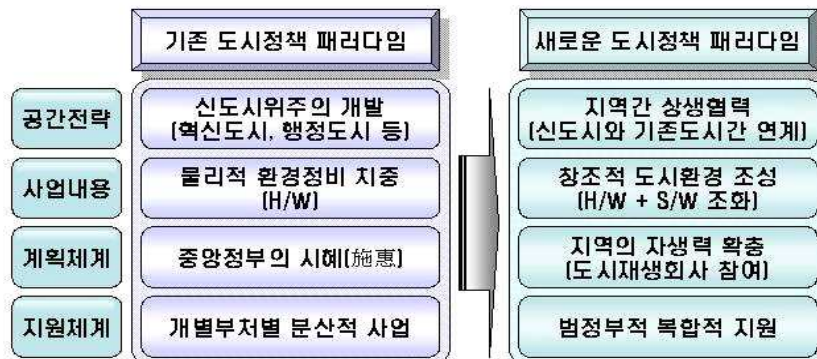 기존 도시정책 패러다임
새로운 도시정책 패러다임
공간전략
신도시위주의 개발
(혁신도시, 행정도시 등)
지역간 상생협력
(신도시와 기존도시간 연계)
사업내용
물리적 환경정비 치중
(H/W)
창조적 도시환경 조성
(H/W + S/W 조화)
계획체계
중앙정부의 시혜(施惠)
지역의 자생력 확충
(도시재생회사 참여)
지원체계
개별부처별 분산적 사업
범정부적 복합적 지원